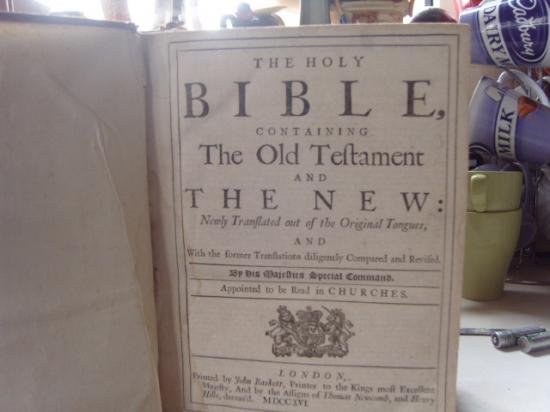 THE HOLY
BIBLE,
CONTAINING
The Old Teſtament
AND
THE NEW:
Newly Tranſlated out of the Original Tongues,
AND
With the former Tranſlations diligently Compared and Reviſed.
By his Majeſties Special Command.
Appointed to be Read in CHURCHES.
LONDON,
Printed by John Baskett, Printer to the Kings moſt Excellent
Majeſty, And by the Aſſigns of Thomas Newcomb, and Henry
Hills, deceas'd. MDCCXVI.
Cadbury
DAIRY
MILK